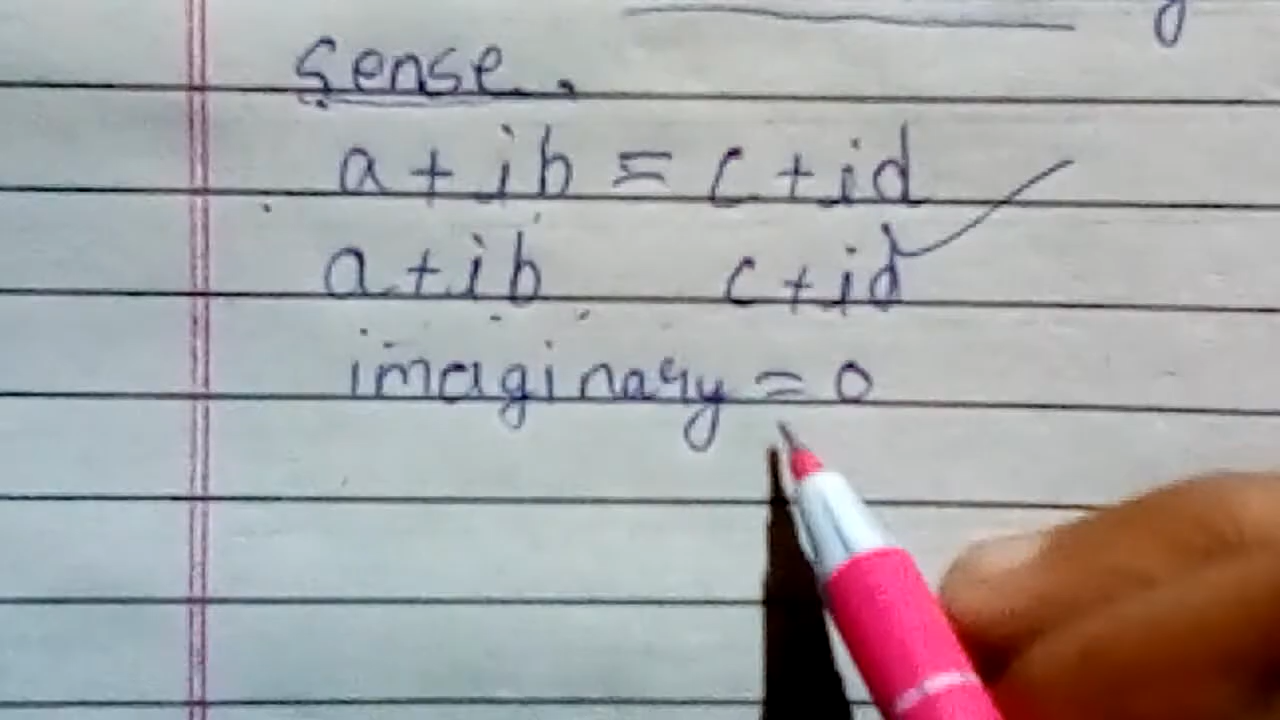 sense.
a + ib = c + id
a + ib c + id
imaginary = 0